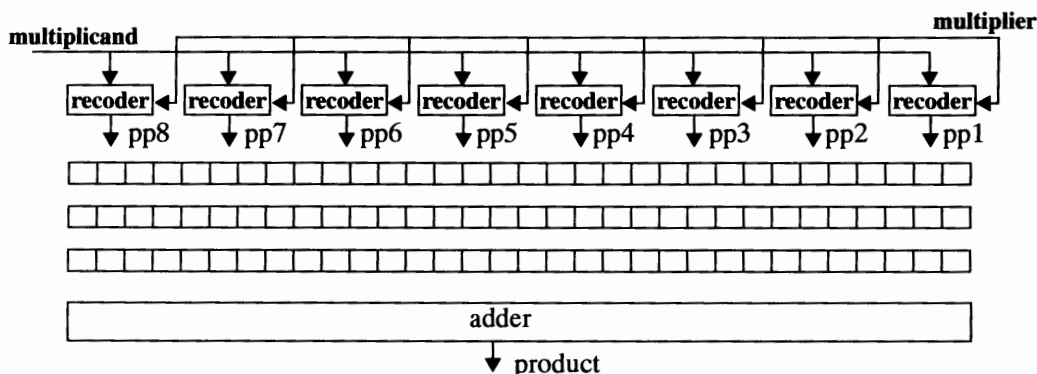 multiplicand multiplier
recoder recoder recoder recoder recoder recoder recoder recoder
pp8 pp7 pp6 pp5 pp4 pp3 pp2 pp1
adder
product